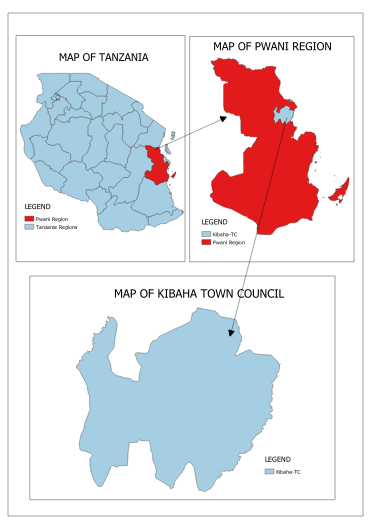 MAP OF TANZANIA
LEGEND
Pwani Region
Tanzania Regions
MAP OF PWANI REGION
LEGEND
Kibaha-TC
Pwani Region
MAP OF KIBAHA TOWN COUNCIL
LEGEND
Kibaha-TC